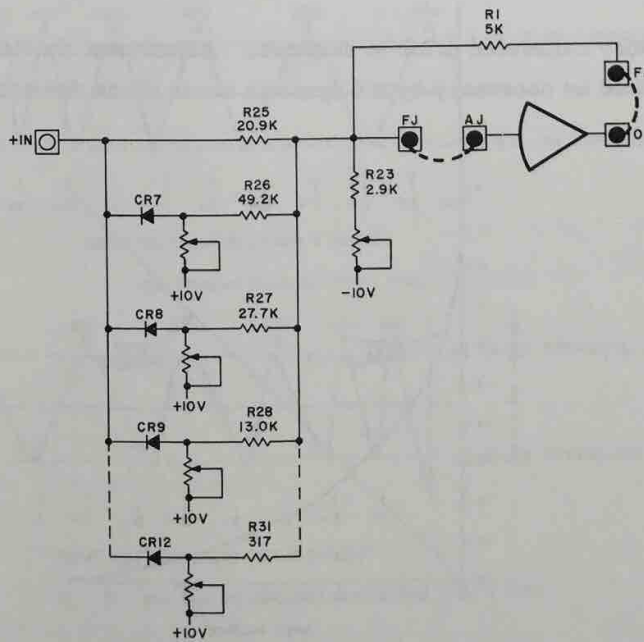 R1
5K
F
+IN
R25
20.9K
FJ
AJ
O
R26
49.2K
CR7
R23
2.9K
+10V
-10V
R27
27.7K
CR8
+10V
R28
13.0K
CR9
+10V
R31
317
CR12
+10V